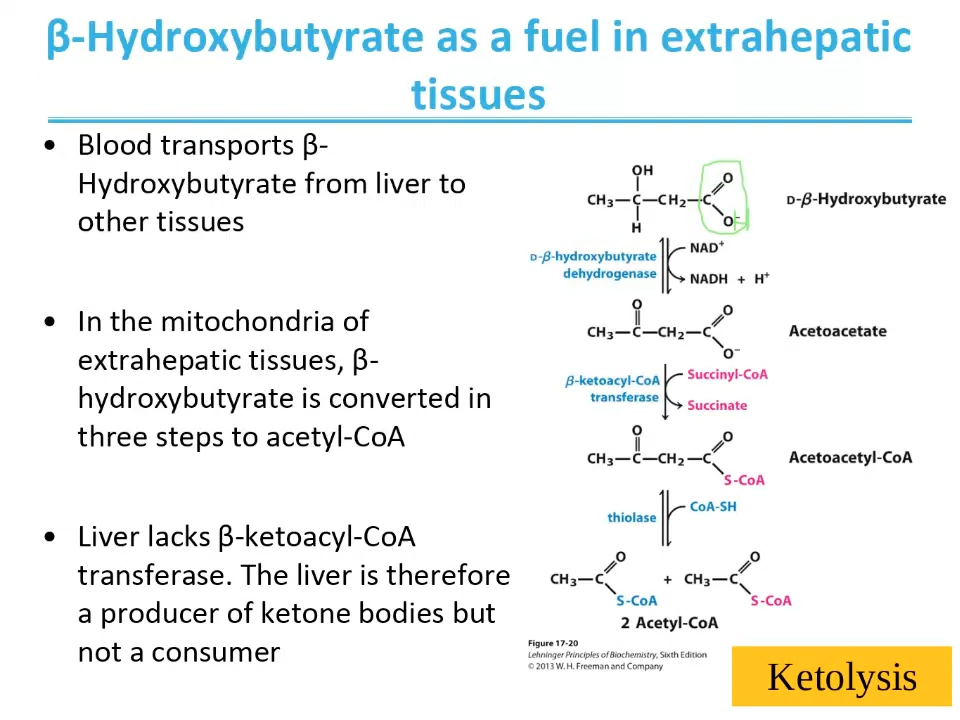 β-Hydroxybutyrate as a fuel in extrahepatic
tissues
• Blood transports β-
Hydroxybutyrate from liver to
other tissues
• In the mitochondria of
extrahepatic tissues, β-
hydroxybutyrate is converted in
three steps to acetyl-CoA
• Liver lacks β-ketoacyl-CoA
transferase. The liver is therefore
a producer of ketone bodies but
not a consumer
OH
O
CH₃—C—CH₂—C
D-β-Hydroxybutyrate
H
O⁻
D-β-hydroxybutyrate
dehydrogenase
NAD⁺
NADH + H⁺
O
O
CH₃—C—CH₂—C
Acetoacetate
O⁻
β-ketoacyl-CoA
transferase
Succinyl-CoA
Succinate
O
O
CH₃—C—CH₂—C
Acetoacetyl-CoA
S-CoA
thiolase
CoA-SH
O
O
CH₃—C + CH₃—C
S-CoA
S-CoA
2 Acetyl-CoA
Figure 17-20
Lehninger Principles of Biochemistry, Sixth Edition
© 2013 W. H. Freeman and Company
Ketolysis